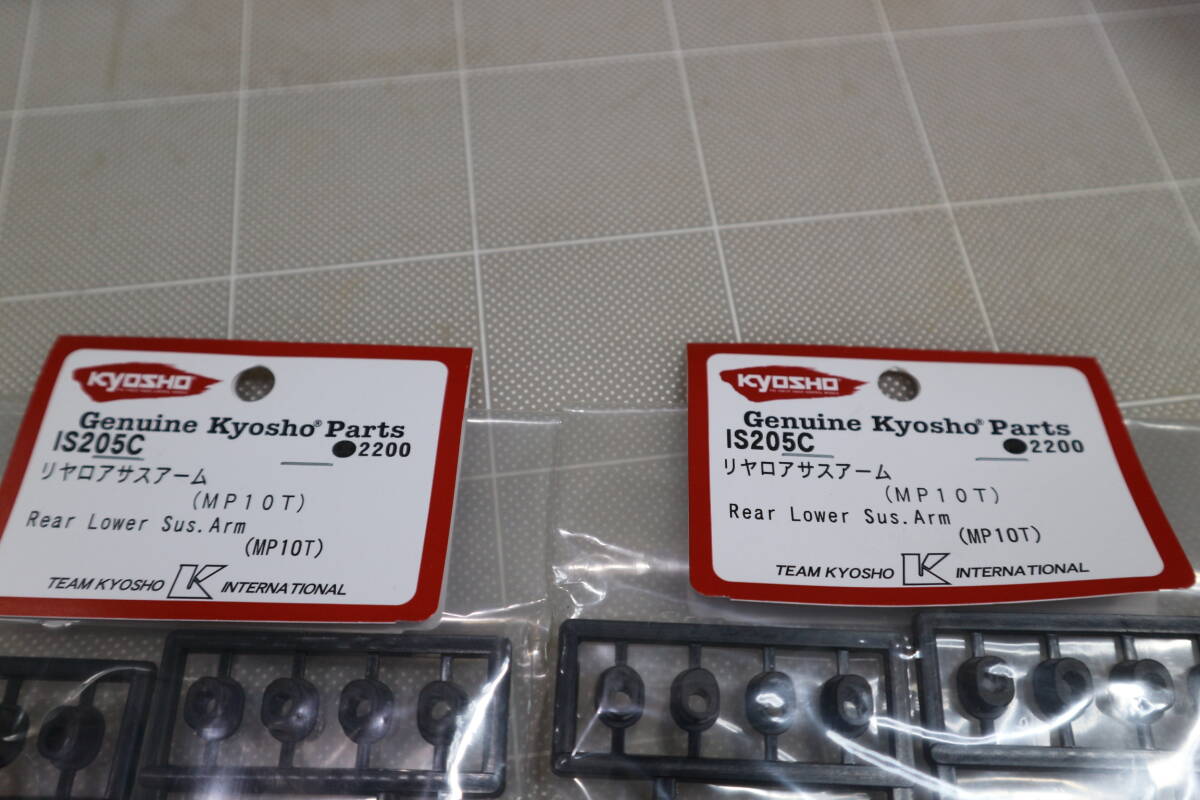 KYOSHO
Genuine Kyosho® Parts
IS205C ●2200
リヤロアサスアーム
(MP10T)
Rear Lower Sus.Arm
(MP10T)
TEAM KYOSHO K INTERNATIONAL
KYOSHO
Genuine Kyosho® Parts
IS205C ●2200
リヤロアサスアーム
(MP10T)
Rear Lower Sus.Arm
(MP10T)
TEAM KYOSHO K INTERNATIONAL